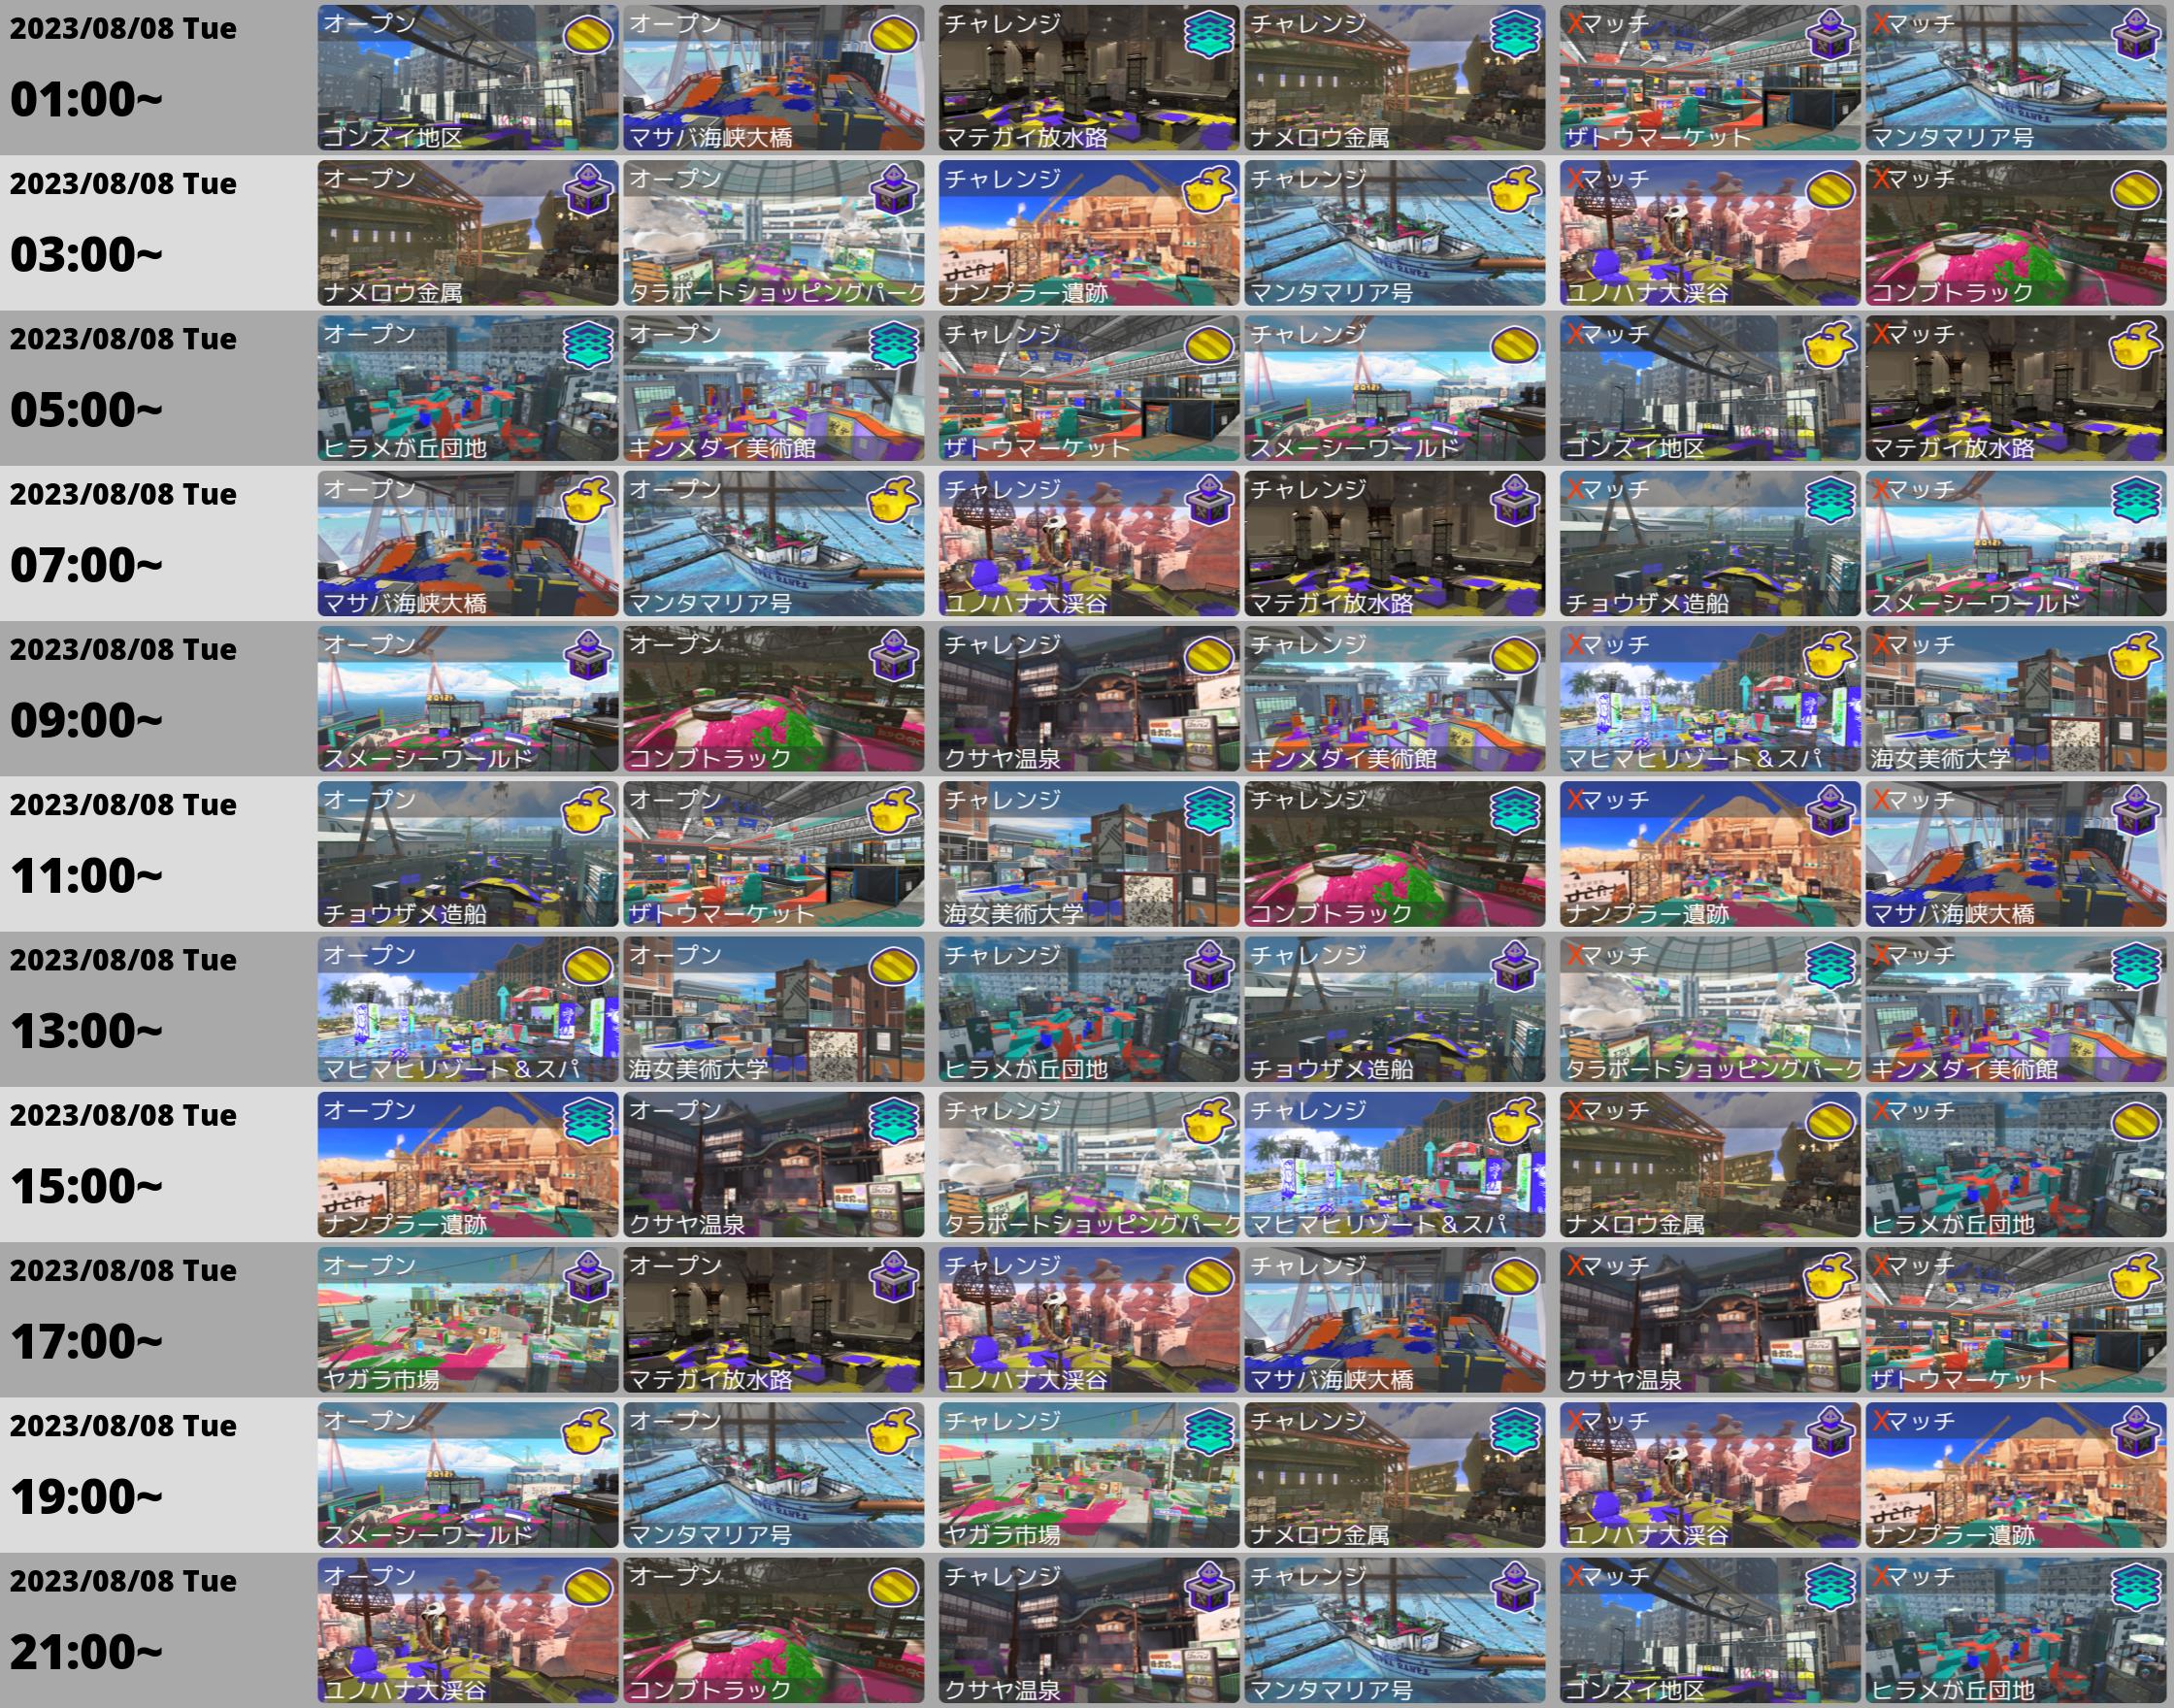 2023/08/08 Tue
01:00~
オープン
ゴンズイ地区
オープン
マサバ海峡大橋
チャレンジ
マテガイ放水路
チャレンジ
ナメロウ金属
Xマッチ
ザトウマーケット
Xマッチ
マンタマリア号
2023/08/08 Tue
03:00~
オープン
ナメロウ金属
オープン
タラポートショッピングパーク
チャレンジ
ナンプラー遺跡
チャレンジ
マンタマリア号
Xマッチ
ユノハナ大渓谷
Xマッチ
コンブトラック
2023/08/08 Tue
05:00~
オープン
ヒラメが丘団地
オープン
キンメダイ美術館
チャレンジ
ザトウマーケット
チャレンジ
スメーシーワールド
Xマッチ
ゴンズイ地区
Xマッチ
マテガイ放水路
2023/08/08 Tue
07:00~
オープン
マサバ海峡大橋
オープン
マンタマリア号
チャレンジ
ユノハナ大渓谷
チャレンジ
マテガイ放水路
Xマッチ
チョウザメ造船
Xマッチ
スメーシーワールド
2023/08/08 Tue
09:00~
オープン
スメーシーワールド
オープン
コンブトラック
チャレンジ
クサヤ温泉
チャレンジ
キンメダイ美術館
Xマッチ
マヒマヒリゾート＆スパ
Xマッチ
海女美術大学
2023/08/08 Tue
11:00~
オープン
チョウザメ造船
オープン
ザトウマーケット
チャレンジ
海女美術大学
チャレンジ
コンブトラック
Xマッチ
ナンプラー遺跡
Xマッチ
マサバ海峡大橋
2023/08/08 Tue
13:00~
オープン
マヒマヒリゾート＆スパ
オープン
海女美術大学
チャレンジ
ヒラメが丘団地
チャレンジ
チョウザメ造船
Xマッチ
タラポートショッピングパーク
Xマッチ
キンメダイ美術館
2023/08/08 Tue
15:00~
オープン
ナンプラー遺跡
オープン
クサヤ温泉
チャレンジ
タラポートショッピングパーク
チャレンジ
マヒマヒリゾート＆スパ
Xマッチ
ナメロウ金属
Xマッチ
ヒラメが丘団地
2023/08/08 Tue
17:00~
オープン
ヤガラ市場
オープン
マテガイ放水路
チャレンジ
ユノハナ大渓谷
チャレンジ
マサバ海峡大橋
Xマッチ
クサヤ温泉
Xマッチ
ザトウマーケット
2023/08/08 Tue
19:00~
オープン
スメーシーワールド
オープン
マンタマリア号
チャレンジ
ヤガラ市場
チャレンジ
ナメロウ金属
Xマッチ
ユノハナ大渓谷
Xマッチ
ナンプラー遺跡
2023/08/08 Tue
21:00~
オープン
ユノハナ大渓谷
オープン
コンブトラック
チャレンジ
クサヤ温泉
チャレンジ
マンタマリア号
Xマッチ
ゴンズイ地区
Xマッチ
ヒラメが丘団地